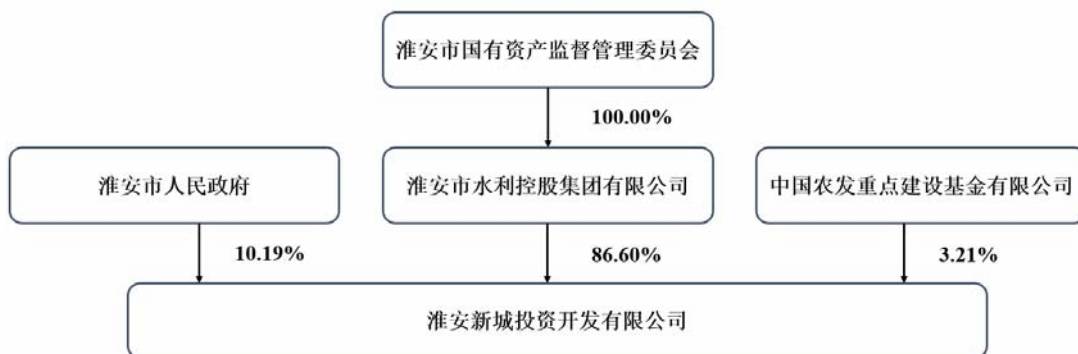 淮安市国有资产监督管理委员会
100.00%
淮安市人民政府
淮安市水利控股集团有限公司
中国农发重点建设基金有限公司
10.19%
86.60%
3.21%
淮安新城投资开发有限公司